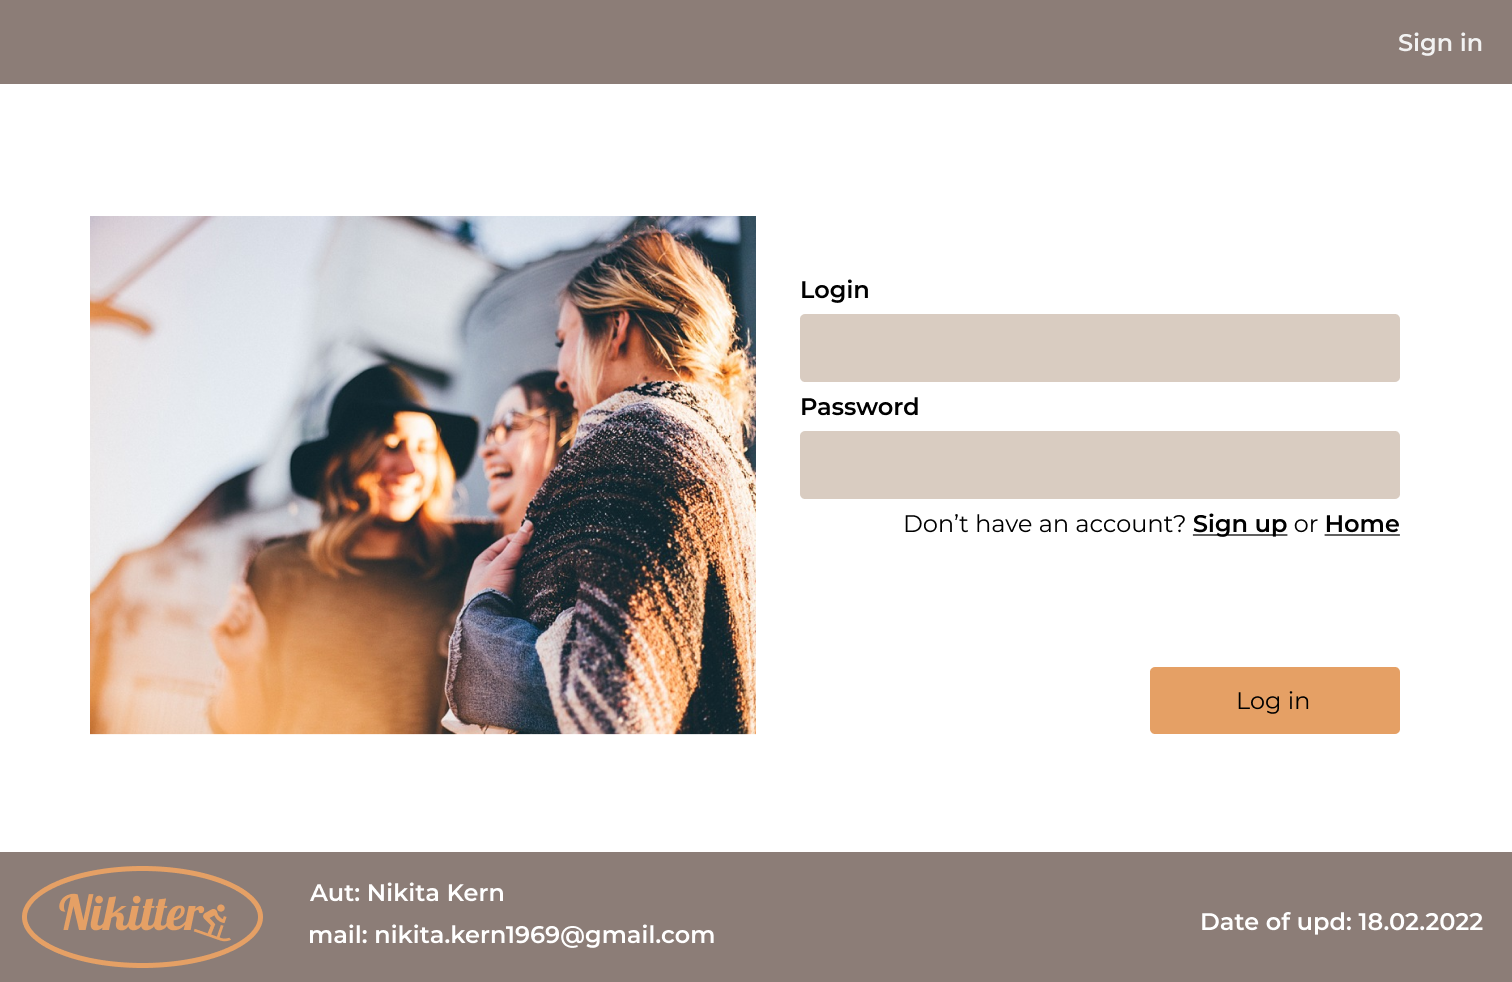 Sign in
Login
Password
Don’t have an account? Sign up or Home
Log in
Nikitter
Aut: Nikita Kern
mail: nikita.kern1969@gmail.com
Date of upd: 18.02.2022